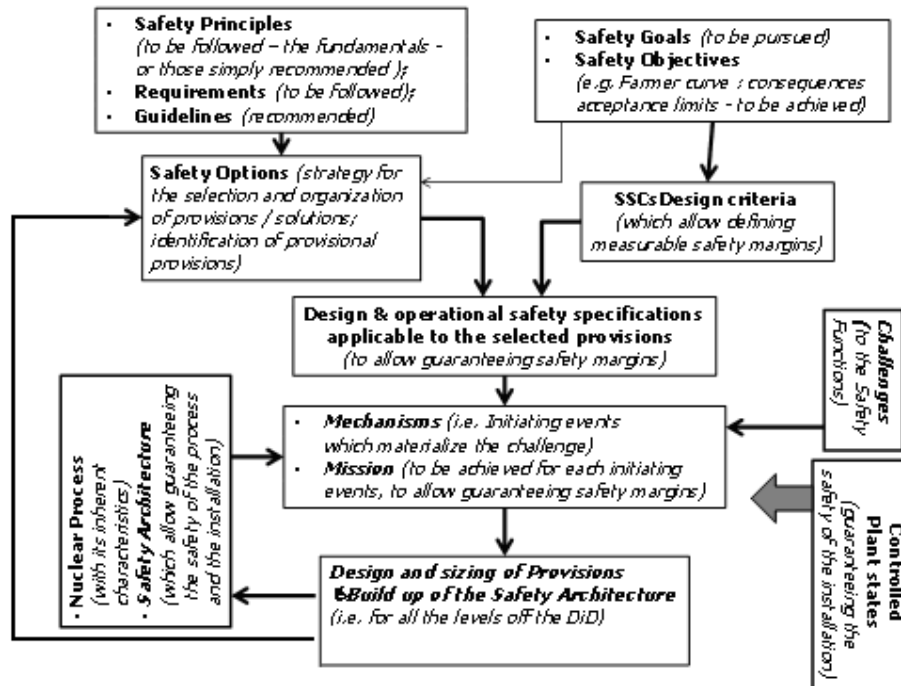 • Safety Principles
(to be followed – the fundamentals -
or those simply recommended );
• Requirements (to be followed);
• Guidelines (recommended)
• Safety Goals (to be pursued)
• Safety Objectives
(e.g. Farmer curve : consequences
acceptance limits - to be achieved)
Safety Options (strategy for
the selection and organization
of provisions / solutions;
identification of provisional
provisions)
SSCs Design criteria
(which allow defining
measurable safety margins)
Design & operational safety specifications
applicable to the selected provisions
(to allow guaranteeing safety margins)
Challenges
(to the Safety
Functions)
• Nuclear Process
(with its inherent
characteristics)
• Safety Architecture
(which allow guaranteeing
the safety of the process
and the installation)
• Mechanisms (i.e. Initiating events
which materialize the challenge)
• Mission (to be achieved for each initiating
events, to allow guaranteeing safety margins)
Controlled
Plant states
(guaranteeing the
safety of the installation)
Design and sizing of Provisions
Build up of the Safety Architecture
(i.e. for all the levels off the DiD)